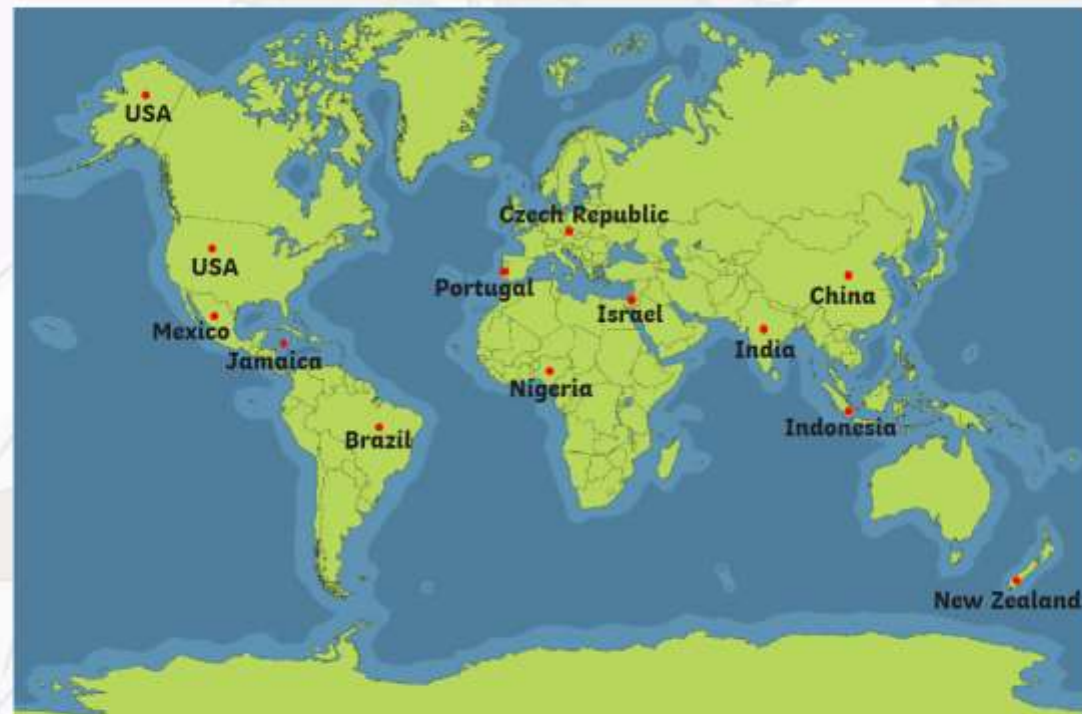 USA
Czech Republic
USA
Portugal
Israel
China
Mexico
Jamaica
India
Nigeria
Indonesia
Brazil
New Zealand